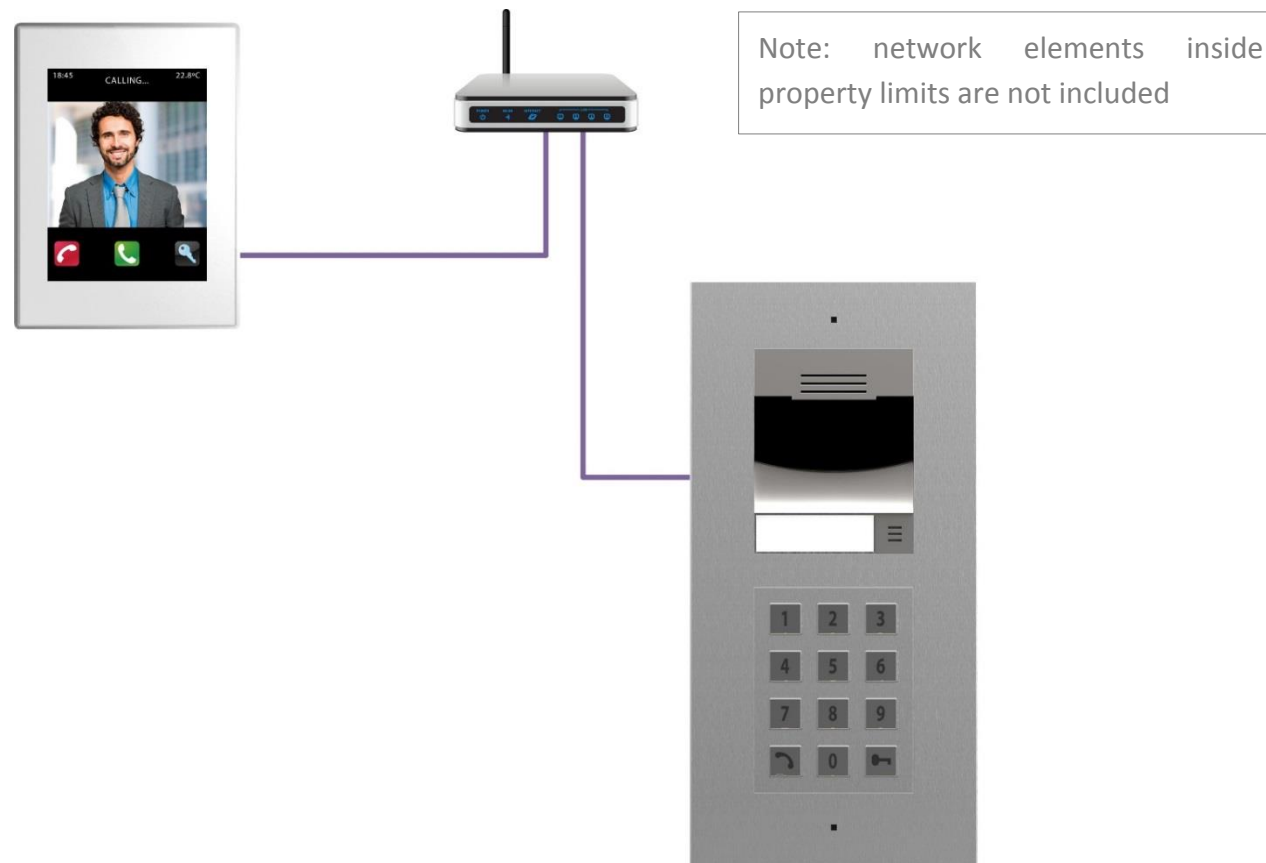 Note: network elements inside
property limits are not included
18:45 CALLING... 22.8ºC
1 2 3
4 5 6
7 8 9
0